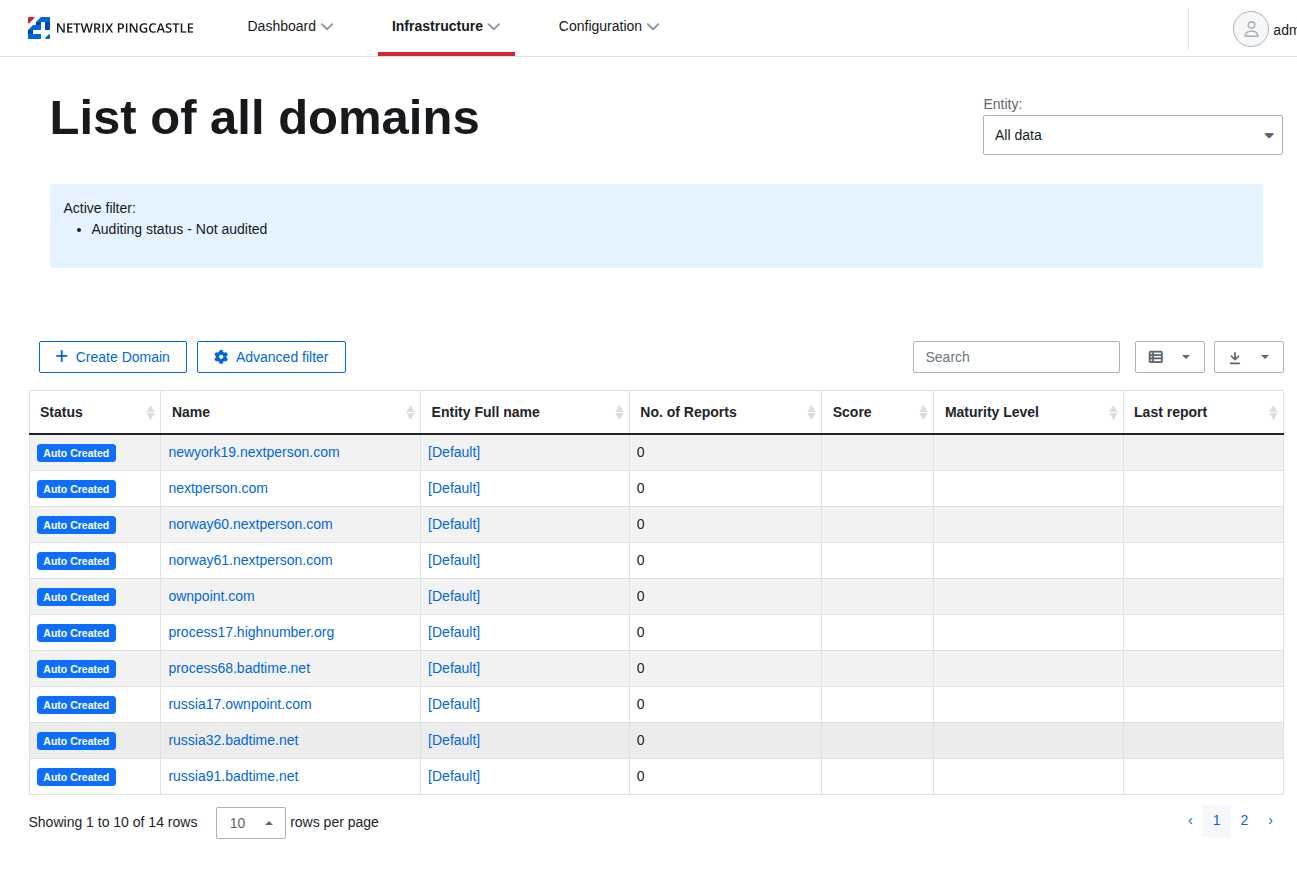 NETWRIX PINGCASTLE Dashboard Infrastructure Configuration adm
List of all domains
Entity:
All data
Active filter:
• Auditing status - Not audited
+ Create Domain Advanced filter Search
Status Name Entity Full name No. of Reports Score Maturity Level Last report
Auto Created newyork19.nextperson.com [Default] 0
Auto Created nextperson.com [Default] 0
Auto Created norway60.nextperson.com [Default] 0
Auto Created norway61.nextperson.com [Default] 0
Auto Created ownpoint.com [Default] 0
Auto Created process17.highnumber.org [Default] 0
Auto Created process68.badtime.net [Default] 0
Auto Created russia17.ownpoint.com [Default] 0
Auto Created russia32.badtime.net [Default] 0
Auto Created russia91.badtime.net [Default] 0
Showing 1 to 10 of 14 rows 10 rows per page ‹ 1 2 ›